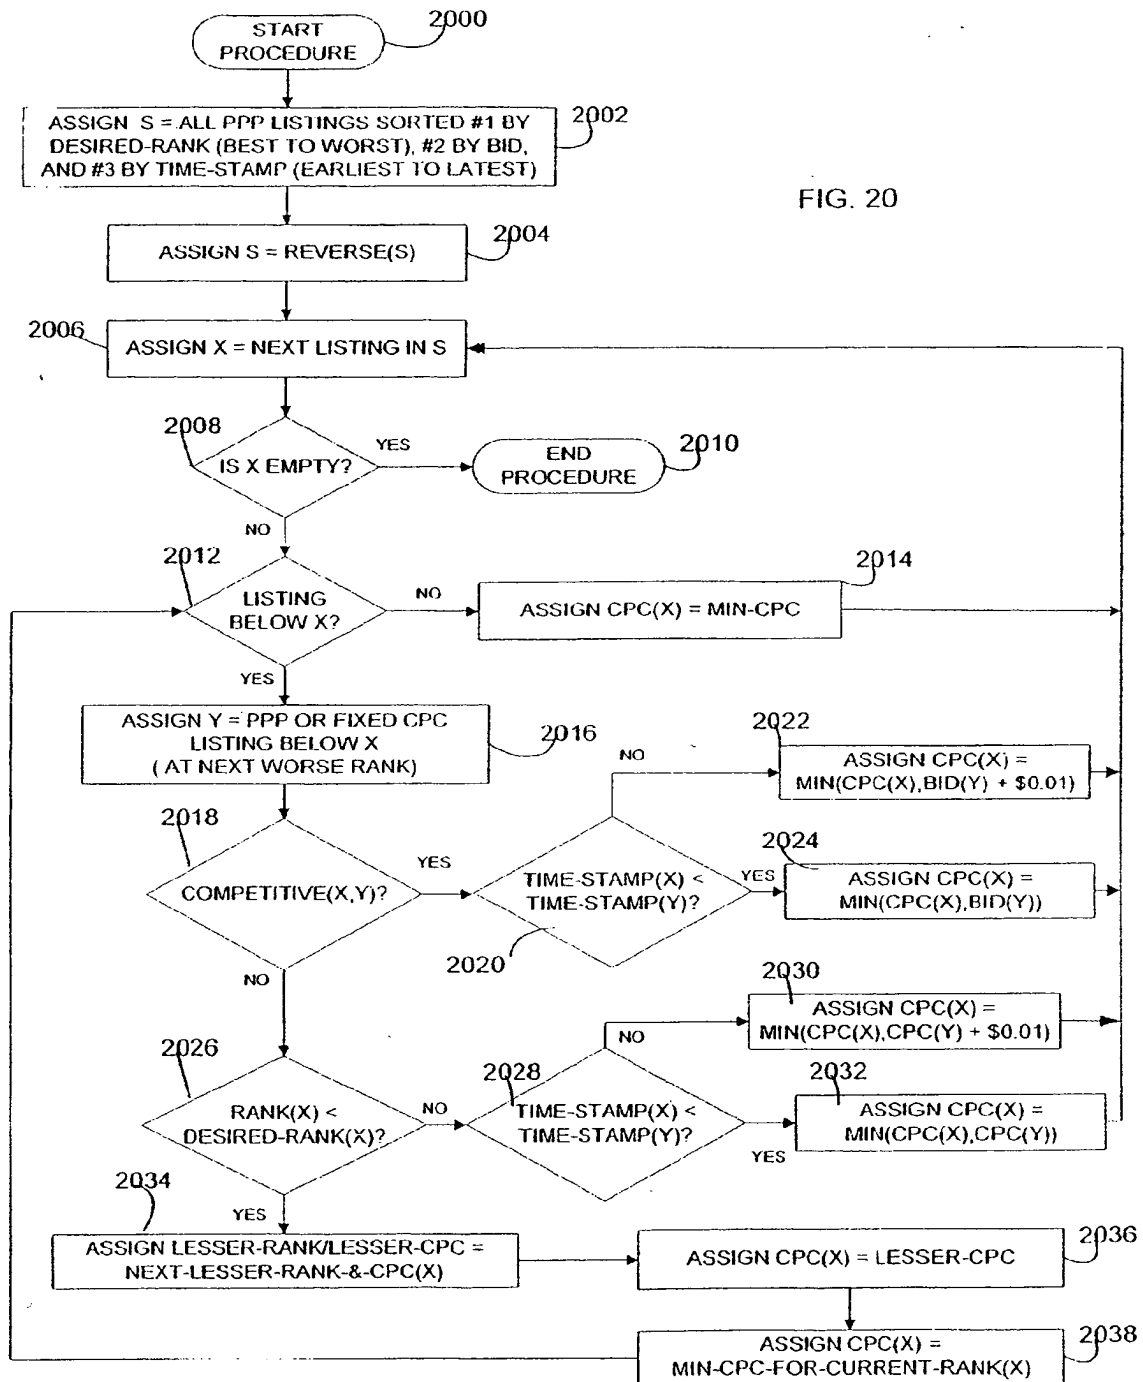 2000
START
PROCEDURE
2002
ASSIGN S = ALL PPP LISTINGS SORTED #1 BY
DESIRED-RANK (BEST TO WORST), #2 BY BID,
AND #3 BY TIME-STAMP (EARLIEST TO LATEST)
FIG. 20
2004
ASSIGN S = REVERSE(S)
2006
ASSIGN X = NEXT LISTING IN S
2008
IS X EMPTY?
YES
2010
END
PROCEDURE
NO
2012
LISTING
BELOW X?
NO
2014
ASSIGN CPC(X) = MIN-CPC
YES
ASSIGN Y = PPP OR FIXED CPC
LISTING BELOW X
( AT NEXT WORSE RANK)
2016
2018
COMPETITIVE(X,Y)?
YES
TIME-STAMP(X) <
TIME-STAMP(Y)?
2020
NO
2022
ASSIGN CPC(X) =
MIN(CPC(X),BID(Y) + $0.01)
YES
2024
ASSIGN CPC(X) =
MIN(CPC(X),BID(Y))
NO
2026
RANK(X) <
DESIRED-RANK(X)?
NO
2028
TIME-STAMP(X) <
TIME-STAMP(Y)?
NO
2030
ASSIGN CPC(X) =
MIN(CPC(X),CPC(Y) + $0.01)
YES
2032
ASSIGN CPC(X) =
MIN(CPC(X),CPC(Y))
YES
2034
ASSIGN LESSER-RANK/LESSER-CPC =
NEXT-LESSER-RANK-&-CPC(X)
2036
ASSIGN CPC(X) = LESSER-CPC
2038
ASSIGN CPC(X) =
MIN-CPC-FOR-CURRENT-RANK(X)